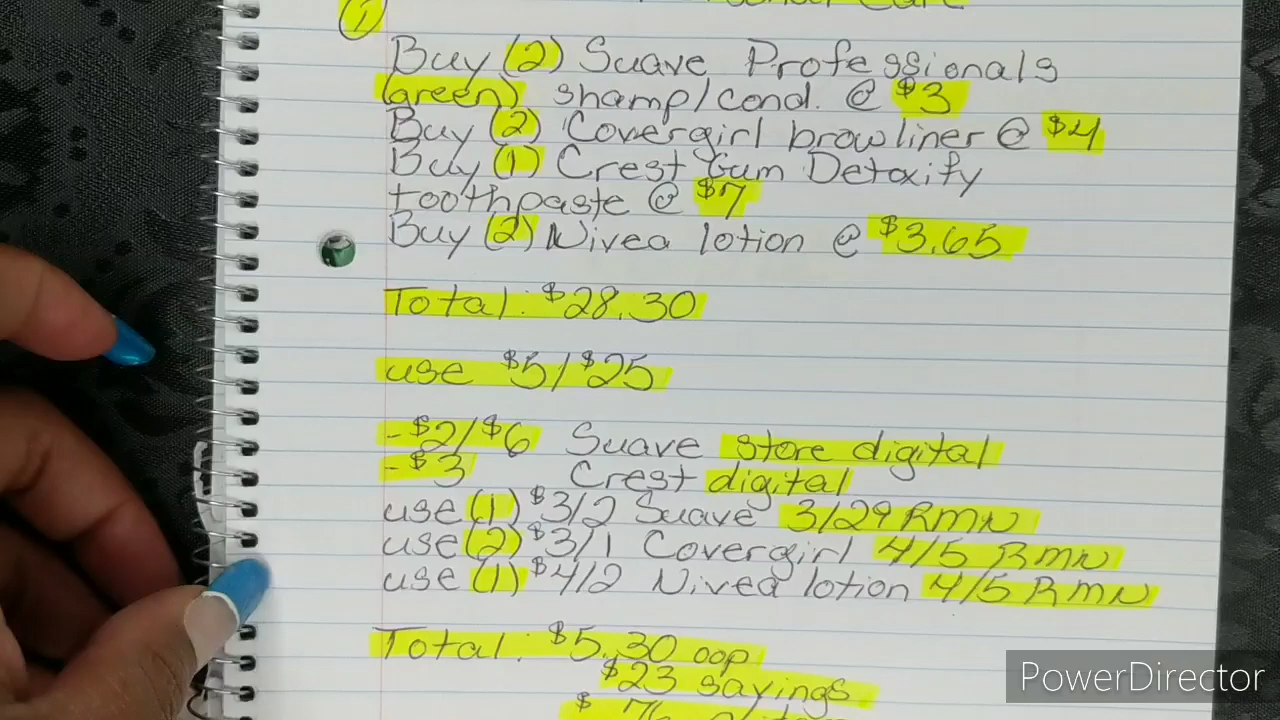 ①
Buy (2) Suave Professionals
(green) shamp/cond. @ $3
Buy (2) Covergirl browliner @ $4
Buy (1) Crest Gum Detoxify
toothpaste @ $7
Buy (2) Nivea lotion @ $3.65
Total: $28.30
use $5/$25
-$2/$6 Suave store digital
-$3 Crest digital
use (1) $3/2 Suave 3/29 RMN
use (2) $3/1 Covergirl 4/5 RMN
use (1) $4/2 Nivea lotion 4/5 RMN
Total: $5.30 oop
$23 savings
PowerDirector